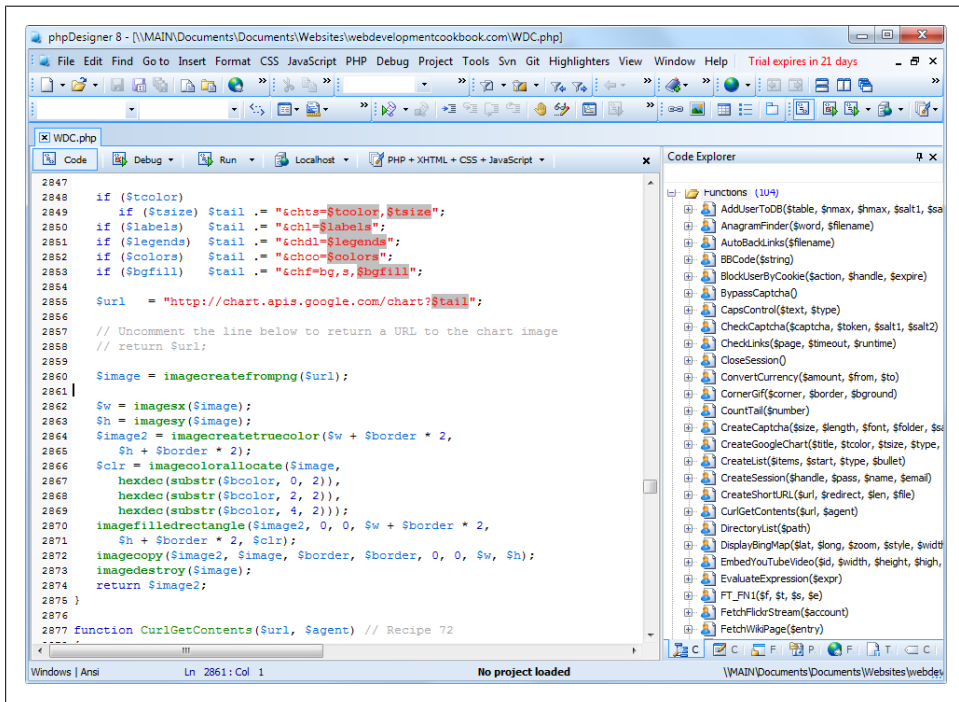 phpDesigner 8 - [\\MAIN\Documents\Documents\Websites\webdevelopmentcookbook.com\WDC.php]
File Edit Find Go to Insert Format CSS JavaScript PHP Debug Project Tools Svn Git Highlighters View Window Help Trial expires in 21 days
WDC.php
Code Debug Run Localhost PHP + XHTML + CSS + JavaScript
2847
2848 if ($tcolor)
2849 if ($tsize) $tail .= "&chts=$tcolor,$tsize";
2850 if ($labels) $tail .= "&chl=$labels";
2851 if ($legends) $tail .= "&chdl=$legends";
2852 if ($colors) $tail .= "&chco=$colors";
2853 if ($bgfill) $tail .= "&chf=bg,s,$bgfill";
2854
2855 $url = "http://chart.apis.google.com/chart?$tail";
2856
2857 // Uncomment the line below to return a URL to the chart image
2858 // return $url;
2859
2860 $image = imagecreatefrompng($url);
2861
2862 $w = imagesx($image);
2863 $h = imagesy($image);
2864 $image2 = imagecreatetruecolor($w + $border * 2,
2865 $h + $border * 2);
2866 $clr = imagecolorallocate($image,
2867 hexdec(substr($bcolor, 0, 2)),
2868 hexdec(substr($bcolor, 2, 2)),
2869 hexdec(substr($bcolor, 4, 2)));
2870 imagefilledrectangle($image2, 0, 0, $w + $border * 2,
2871 $h + $border * 2, $clr);
2872 imagecopy($image2, $image, $border, $border, 0, 0, $w, $h);
2873 imagedestroy($image);
2874 return $image2;
2875 }
2876
2877 function CurlGetContents($url, $agent) // Recipe 72
Code Explorer
Functions (104)
AddUserToDB($table, $nmax, $hmax, $salt1, $sa
AnagramFinder($word, $filename)
AutoBackLinks($filename)
BBCode($string)
BlockUserByCookie($action, $handle, $expire)
BypassCaptcha()
CapsControl($text, $type)
CheckCaptcha($captcha, $token, $salt1, $salt2)
CheckLinks($page, $timeout, $runtime)
CloseSession()
ConvertCurrency($amount, $from, $to)
CornerGif($corner, $border, $bground)
CountTail($number)
CreateCaptcha($size, $length, $font, $folder, $sa
CreateGoogleChart($title, $tcolor, $tsize, $type,
CreateList($items, $start, $type, $bullet)
CreateSession($handle, $pass, $name, $email)
CreateShortURL($url, $redirect, $len, $file)
CurlGetContents($url, $agent)
DirectoryList($path)
DisplayBingMap($lat, $long, $zoom, $style, $widt
EmbedYouTubeVideo($id, $width, $height, $high,
EvaluateExpression($expr)
FT_FN1($f, $t, $s, $e)
FetchFlickrStream($account)
FetchWikiPage($entry)
C C F P F T C
Windows | Ansi Ln 2861 : Col 1 No project loaded \\MAIN\Documents\Documents\Websites\webdev